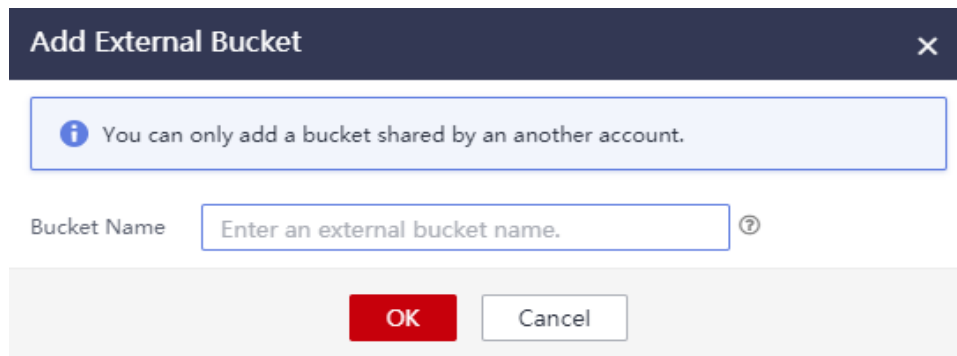 Add External Bucket
You can only add a bucket shared by an another account.
Bucket Name Enter an external bucket name.
OK Cancel